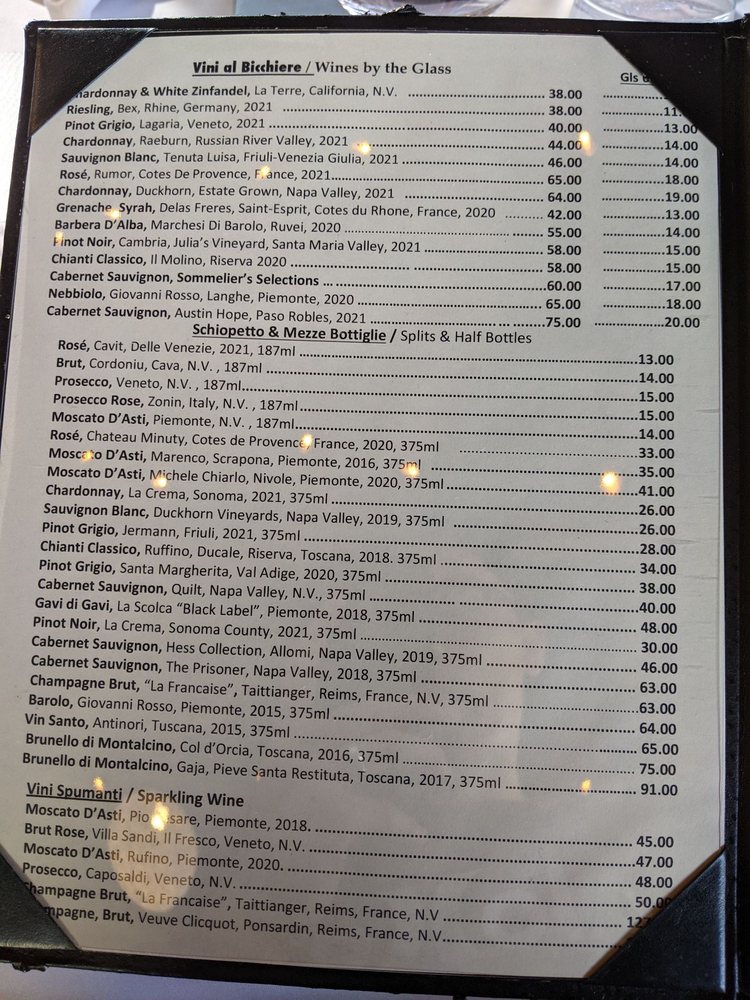 Vini al Bicchiere / Wines by the Glass
Gls
Chardonnay & White Zinfandel, La Terre, California, N.V. 38.00
Riesling, Bex, Rhine, Germany, 2021 38.00 11.
Pinot Grigio, Lagaria, Veneto, 2021 40.00 13.00
Chardonnay, Raeburn, Russian River Valley, 2021 44.00 14.00
Sauvignon Blanc, Tenuta Luisa, Friuli-Venezia Giulia, 2021 46.00 14.00
Rosé, Rumor, Cotes De Provence, France, 2021 65.00 18.00
Chardonnay, Duckhorn, Estate Grown, Napa Valley, 2021 64.00 19.00
Grenache, Syrah, Delas Freres, Saint-Esprit, Cotes du Rhone, France, 2020 42.00 13.00
Barbera D'Alba, Marchesi Di Barolo, Ruvei, 2020 55.00 14.00
Pinot Noir, Cambria, Julia's Vineyard, Santa Maria Valley, 2021 58.00 15.00
Chianti Classico, Il Molino, Riserva 2020 58.00 15.00
Cabernet Sauvignon, Sommelier's Selections ... 60.00 17.00
Nebbiolo, Giovanni Rosso, Langhe, Piemonte, 2020 65.00 18.00
Cabernet Sauvignon, Austin Hope, Paso Robles, 2021 75.00 20.00
Schiopetto & Mezze Bottiglie / Splits & Half Bottles
Rosé, Cavit, Delle Venezie, 2021, 187ml 13.00
Brut, Cordoniu, Cava, N.V. , 187ml 14.00
Prosecco, Veneto, N.V. , 187ml 15.00
Prosecco Rose, Zonin, Italy, N.V. , 187ml 15.00
Moscato D'Asti, Piemonte, N.V. , 187ml 14.00
Rosé, Chateau Minuty, Cotes de Provence, France, 2020, 375ml 33.00
Moscato D'Asti, Marenco, Scrapona, Piemonte, 2016, 375ml 35.00
Moscato D'Asti, Michele Chiarlo, Nivole, Piemonte, 2020, 375ml 41.00
Chardonnay, La Crema, Sonoma, 2021, 375ml 26.00
Sauvignon Blanc, Duckhorn Vineyards, Napa Valley, 2019, 375ml 26.00
Pinot Grigio, Jermann, Friuli, 2021, 375ml 28.00
Chianti Classico, Ruffino, Ducale, Riserva, Toscana, 2018. 375ml 34.00
Pinot Grigio, Santa Margherita, Val Adige, 2020, 375ml 38.00
Cabernet Sauvignon, Quilt, Napa Valley, N.V., 375ml 40.00
Gavi di Gavi, La Scolca "Black Label", Piemonte, 2018, 375ml 48.00
Pinot Noir, La Crema, Sonoma County, 2021, 375ml 30.00
Cabernet Sauvignon, Hess Collection, Allomi, Napa Valley, 2019, 375ml 46.00
Cabernet Sauvignon, The Prisoner, Napa Valley, 2018, 375ml 63.00
Champagne Brut, "La Francaise", Taittianger, Reims, France, N.V, 375ml 63.00
Barolo, Giovanni Rosso, Piemonte, 2015, 375ml 64.00
Vin Santo, Antinori, Tuscana, 2015, 375ml 65.00
Brunello di Montalcino, Col d'Orcia, Toscana, 2016, 375ml 75.00
Brunello di Montalcino, Gaja, Pieve Santa Restituta, Toscana, 2017, 375ml 91.00
Vini Spumanti / Sparkling Wine
Moscato D'Asti, Pio Cesare, Piemonte, 2018. 45.00
Brut Rose, Villa Sandi, Il Fresco, Veneto, N.V. 47.00
Moscato D'Asti, Rufino, Piemonte, 2020. 48.00
Prosecco, Caposaldi, Veneto, N.V. 50.00
Champagne Brut, "La Francaise", Taittianger, Reims, France, N.V
mpagne, Brut, Veuve Clicquot, Ponsardin, Reims, France, N.V.